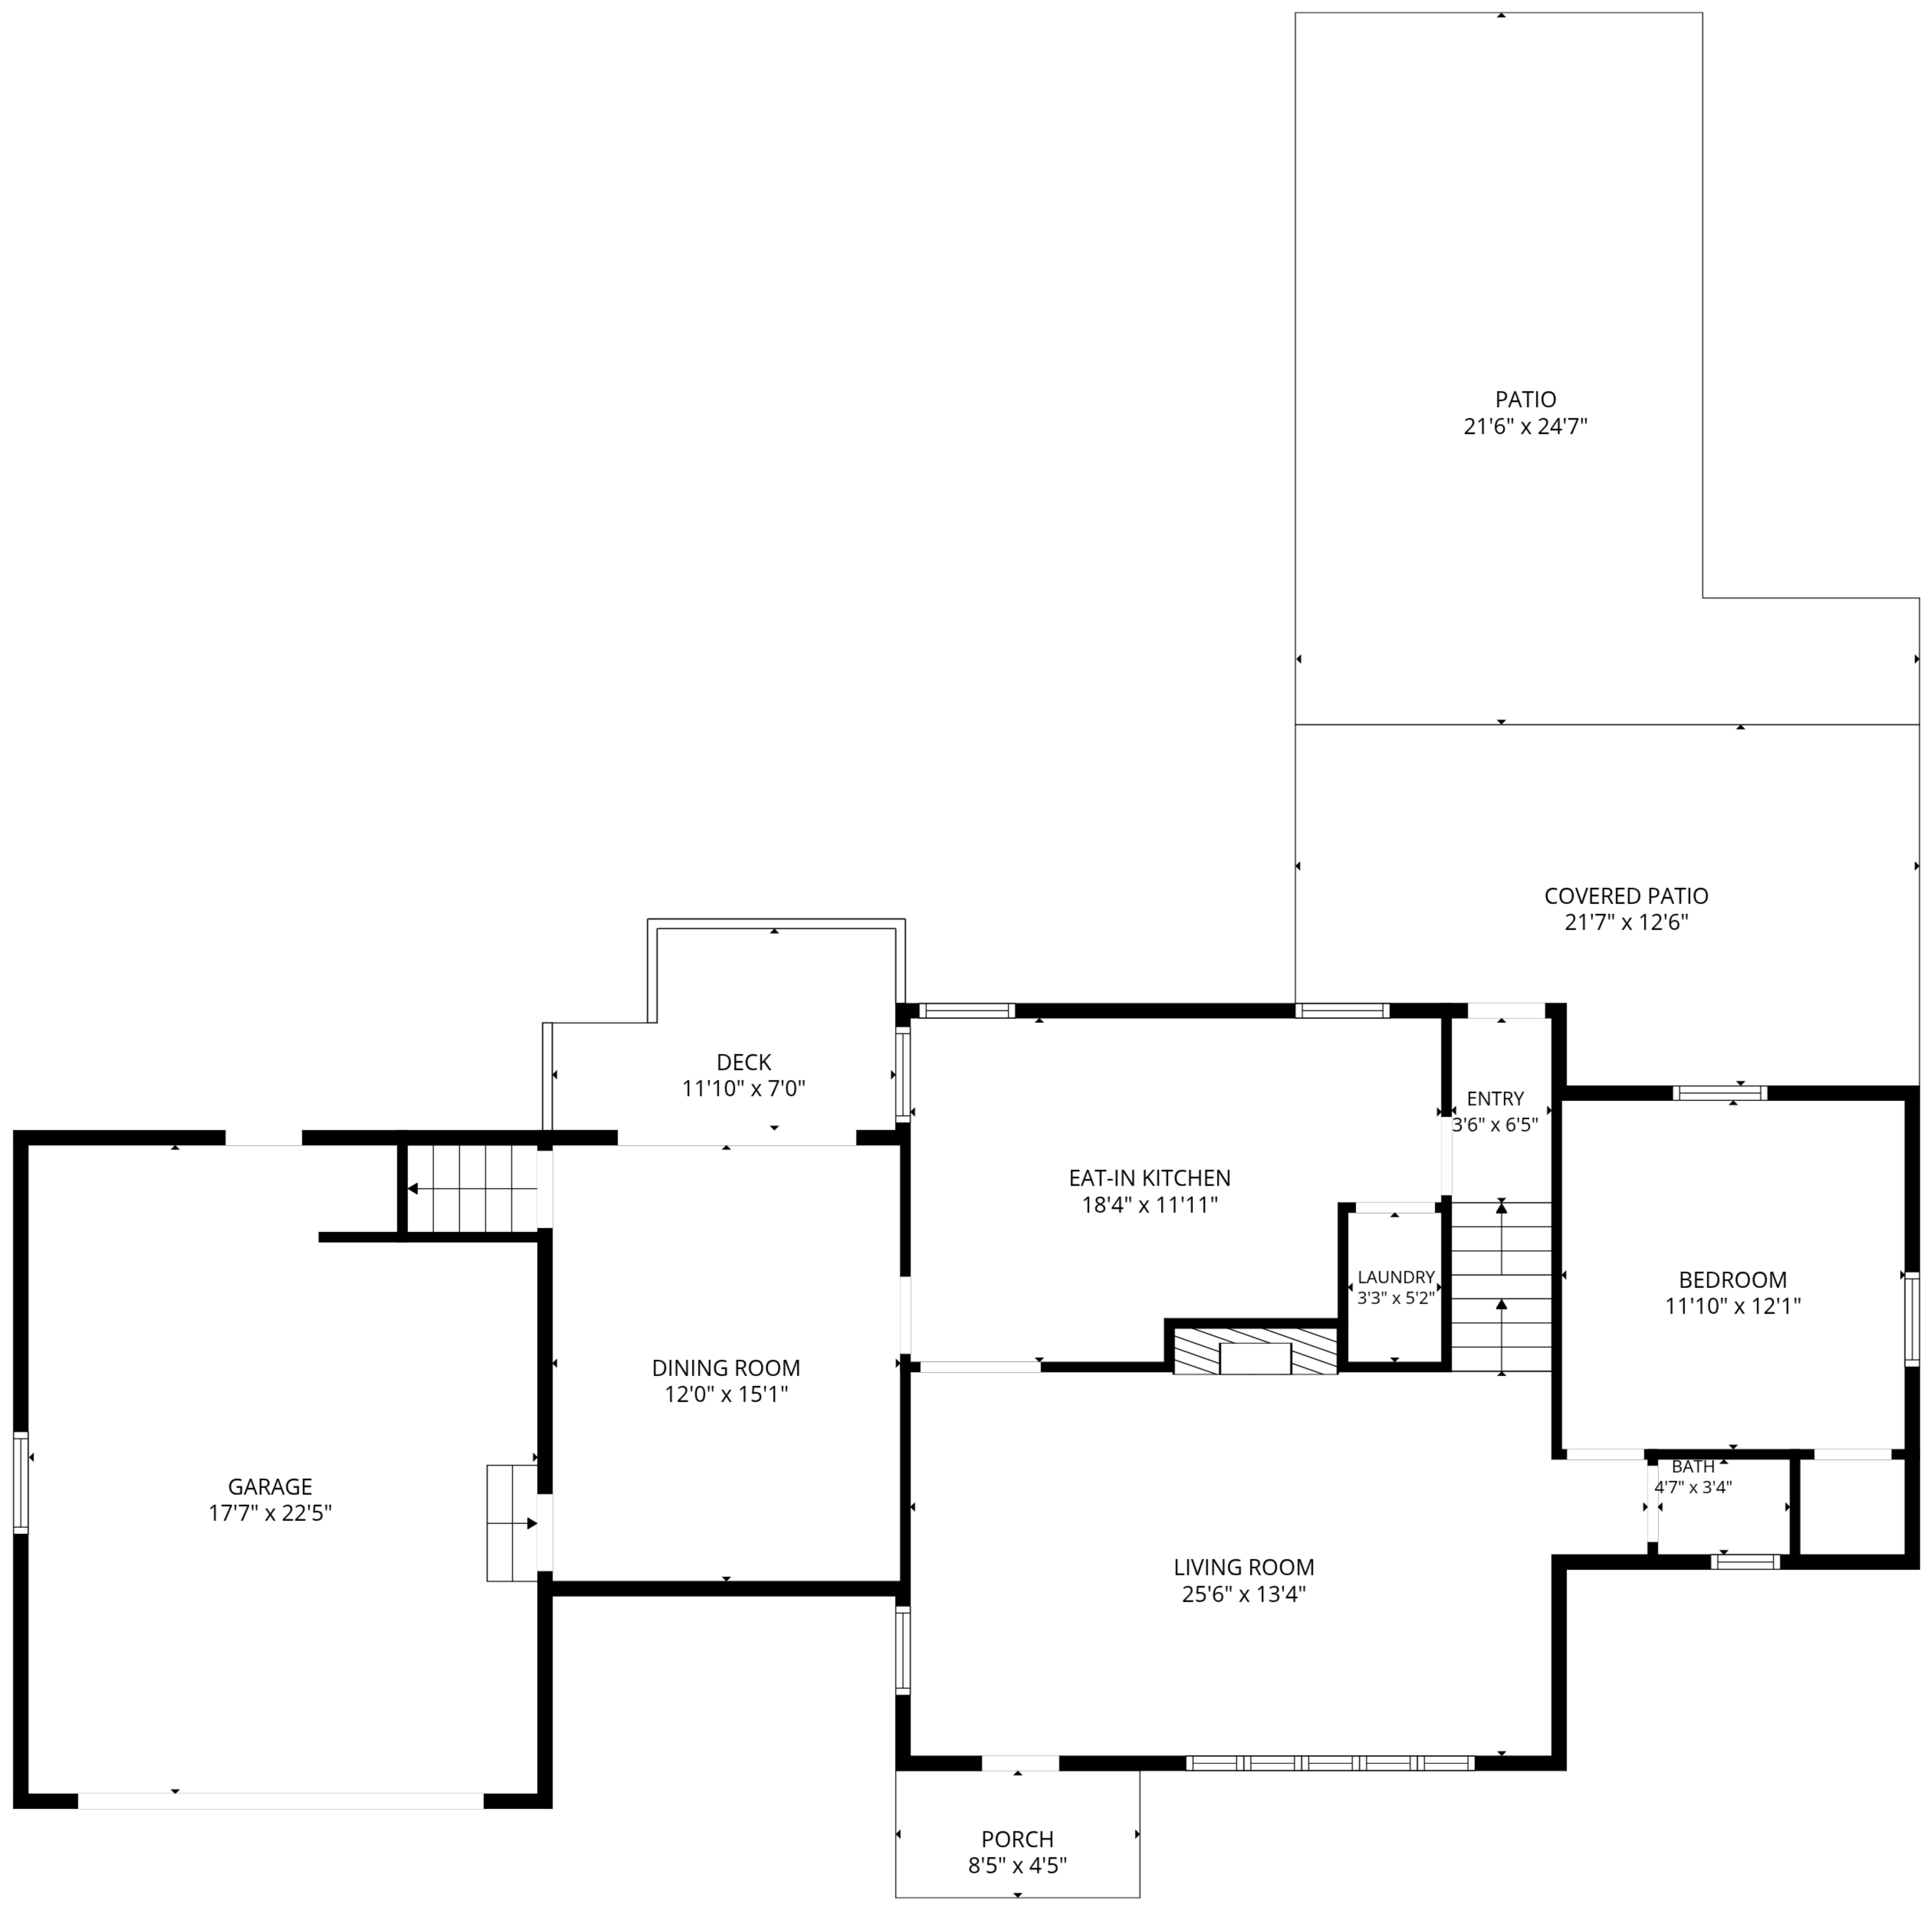 PATIO
21'6" x 24'7"
COVERED PATIO
21'7" x 12'6"
DECK
11'10" x 7'0"
ENTRY
3'6" x 6'5"
EAT-IN KITCHEN
18'4" x 11'11"
LAUNDRY
3'3" x 5'2"
BEDROOM
11'10" x 12'1"
DINING ROOM
12'0" x 15'1"
BATH
4'7" x 3'4"
GARAGE
17'7" x 22'5"
LIVING ROOM
25'6" x 13'4"
PORCH
8'5" x 4'5"